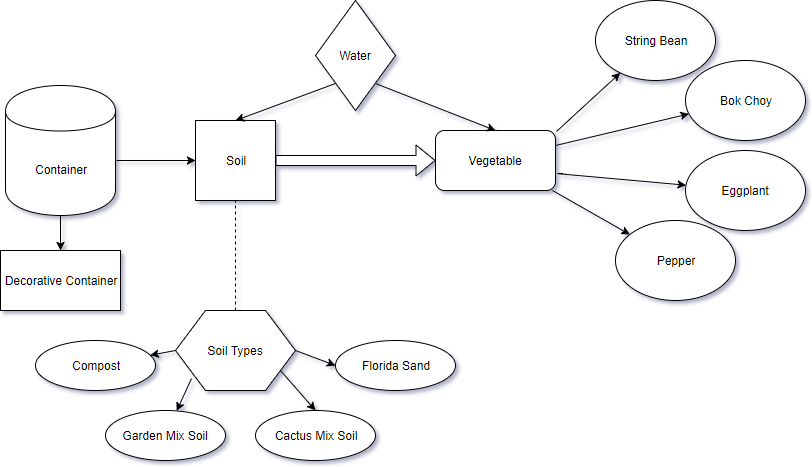 String Bean
Water
Bok Choy
Container
Soil
Vegetable
Eggplant
Pepper
Decorative Container
Soil Types
Compost
Florida Sand
Garden Mix Soil
Cactus Mix Soil